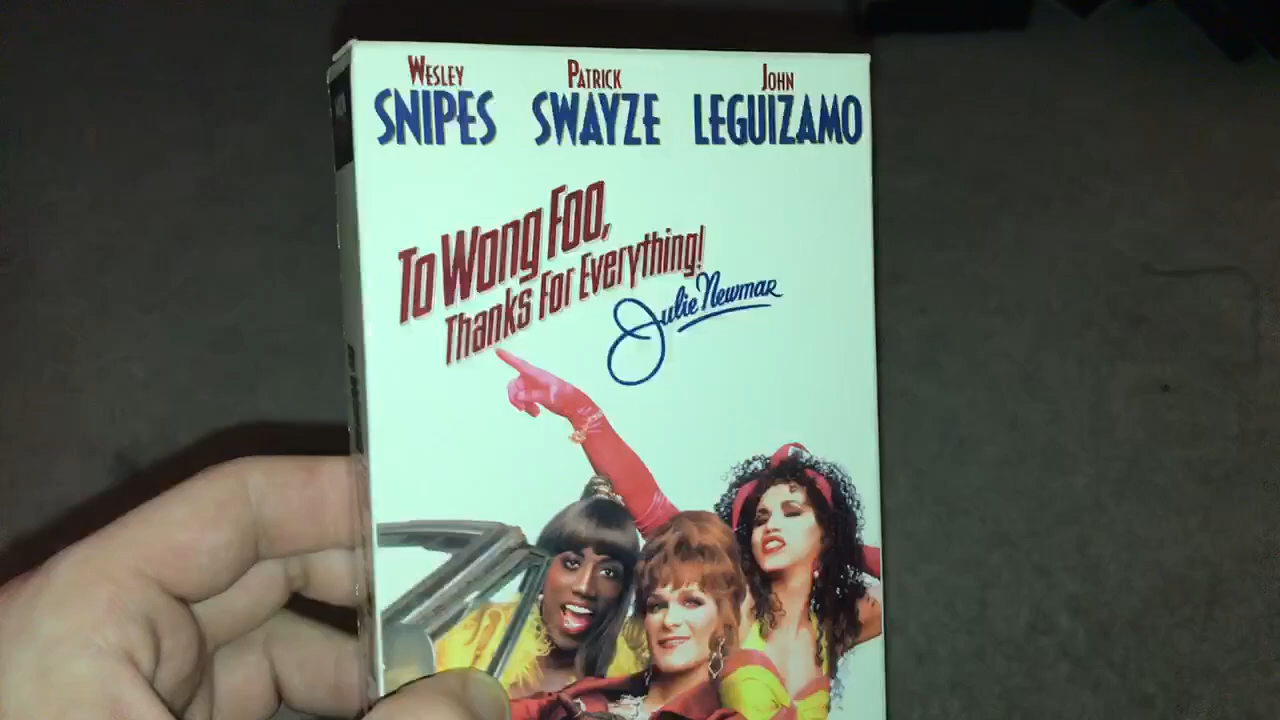 WESLEY SNIPES
PATRICK SWAYZE
JOHN LEGUIZAMO
TO WONG FOO,
THANKS FOR EVERYTHING!
Julie Newmar